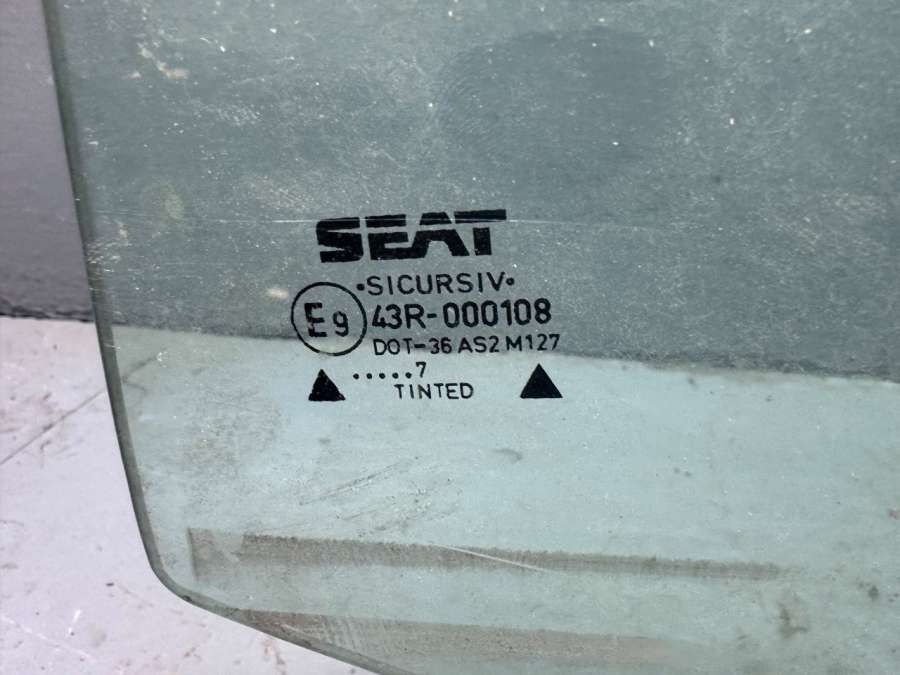 SEAT
•SICURSIV•
E9 43R-000108
DOT-36 AS2 M127
.....7
TINTED